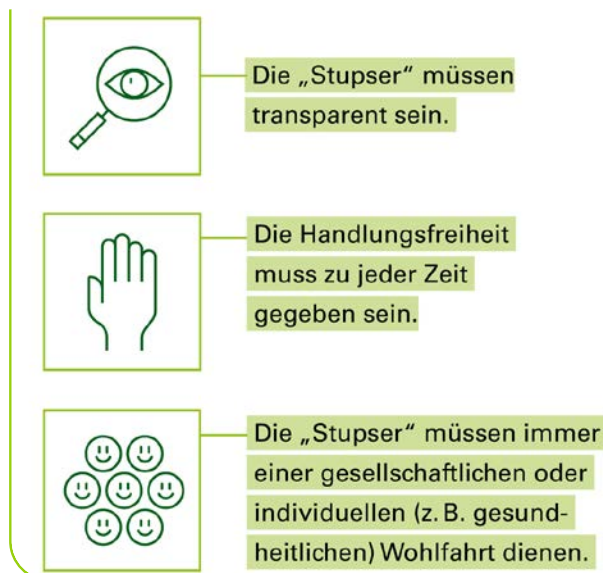 Die „Stupser“ müssen
transparent sein.
Die Handlungsfreiheit
muss zu jeder Zeit
gegeben sein.
Die „Stupser“ müssen immer
einer gesellschaftlichen oder
individuellen (z. B. gesund-
heitlichen) Wohlfahrt dienen.